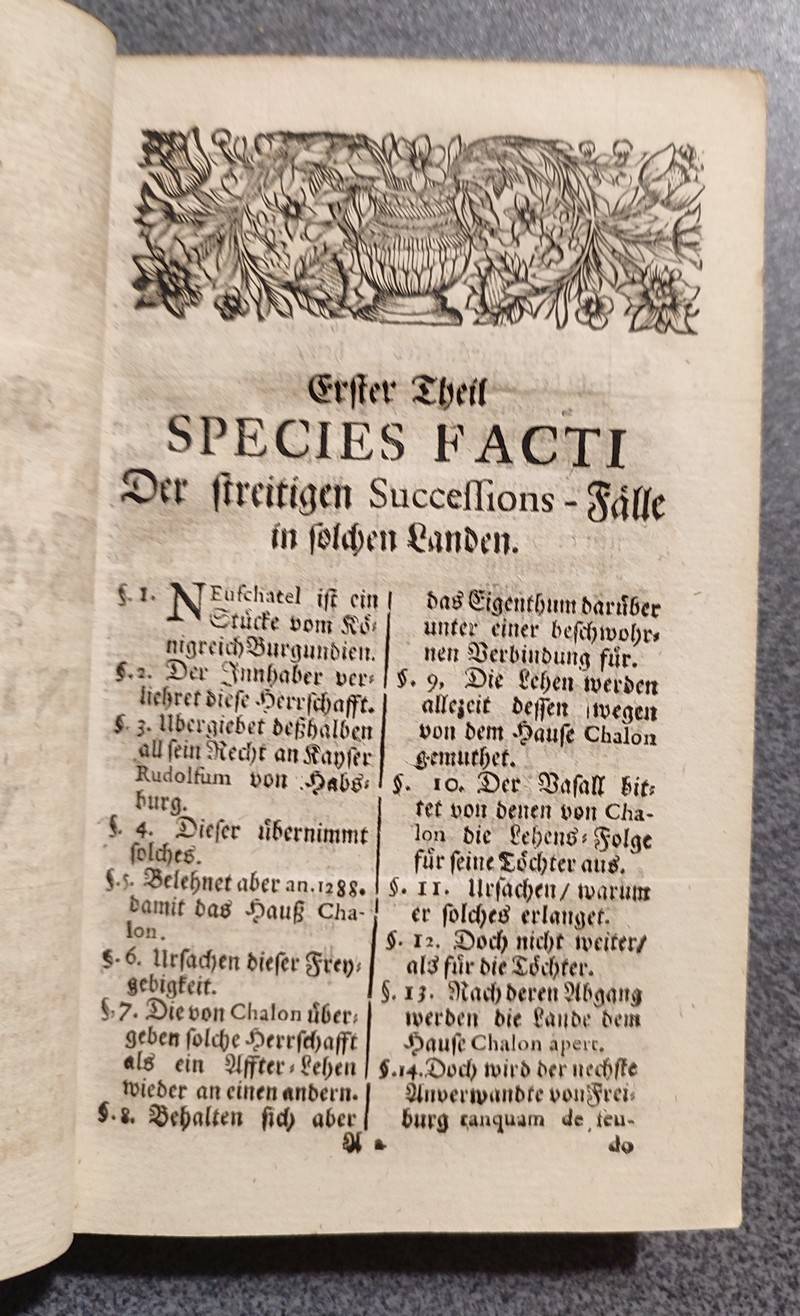 Erster Theil
SPECIES FACTI
Der streitigen Successions - Fälle
in solchen Landen.
§. 1. NEufchatel ist ein
Stücke vom Kö-
nigreich Burgundien.
§. 2. Der Innhaber ver-
liehret diese Herrschafft.
§. 3. Ubergiebet deßhalben
all sein Recht an Kayser
Rudolfum von Habs-
burg.
§. 4. Dieser übernimmt
solches.
§. 5. Belehnet aber an. 1288.
damit das Hauß Cha-
lon.
§. 6. Ursachen dieser Frey-
gebigkeit.
§. 7. Die von Chalon über-
geben solche Herrschafft
als ein Affter-Lehen
wieder an einen andern.
§. 8. Behalten sich aber
das Eigenthum darüber
unter einer beschwohr-
nen Verbindung für.
§. 9. Die Lehen werden
allezeit dessen wegen
von dem Hause Chalon
gemuthet.
§. 10. Der Vasall bit-
tet von denen von Cha-
lon die Lehens-Folge
für seine Töchter aus.
§. 11. Ursachen / warum
er solches erlanget.
§. 12. Doch nicht weiter /
als für die Töchter.
§. 13. Nach deren Abgang
werden die Lande dem
Hause Chalon apert.
§. 14. Doch wird der nechste
Anverwandte von Frei-
burg tanquam de feu-
A do